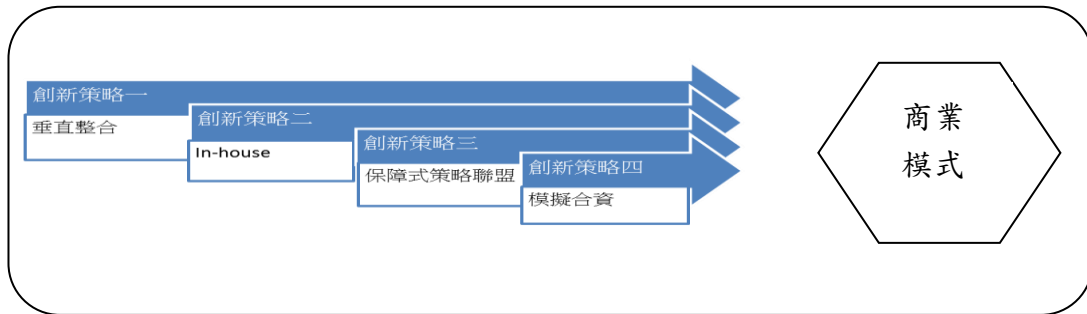 創新策略一
垂直整合
創新策略二
In-house
創新策略三
保障式策略聯盟
創新策略四
模擬合資
商業
模式